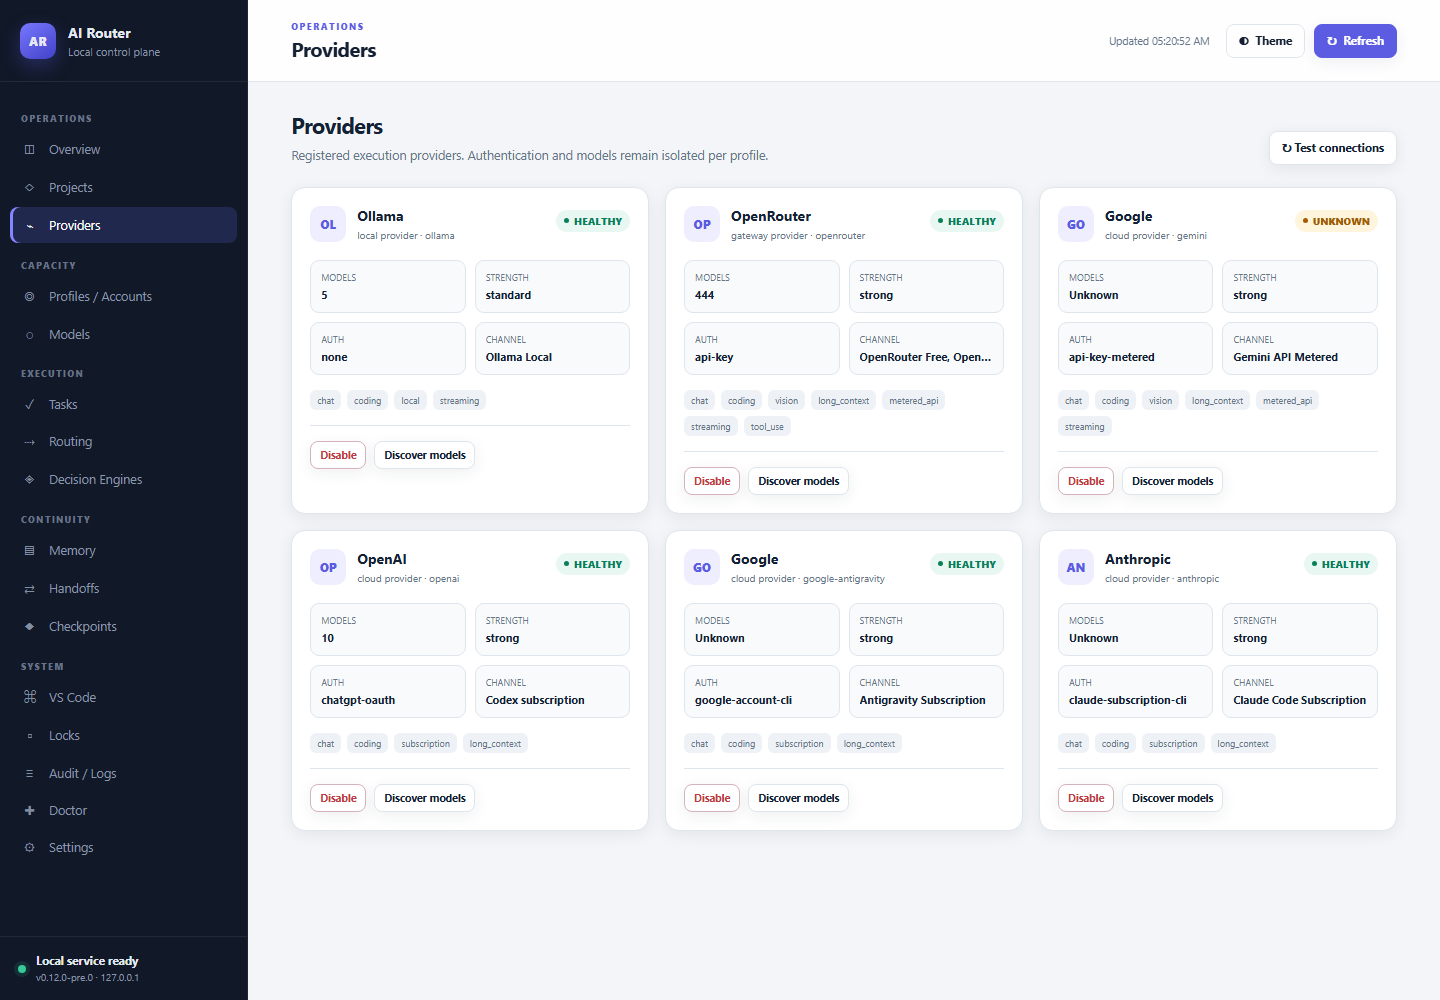 AR
AI Router
Local control plane
OPERATIONS
Overview
Projects
Providers
CAPACITY
Profiles / Accounts
Models
EXECUTION
Tasks
Routing
Decision Engines
CONTINUITY
Memory
Handoffs
Checkpoints
SYSTEM
VS Code
Locks
Audit / Logs
Doctor
Settings
Local service ready
v0.12.0-pre.0 · 127.0.0.1
OPERATIONS
Providers
Updated 05:20:52 AM
Theme
Refresh
Providers
Registered execution providers. Authentication and models remain isolated per profile.
Test connections
OL
Ollama
local provider · ollama
HEALTHY
MODELS
5
STRENGTH
standard
AUTH
none
CHANNEL
Ollama Local
chat coding local streaming
Disable
Discover models
OP
OpenRouter
gateway provider · openrouter
HEALTHY
MODELS
444
STRENGTH
strong
AUTH
api-key
CHANNEL
OpenRouter Free, Open...
chat coding vision long_context metered_api
streaming tool_use
Disable
Discover models
GO
Google
cloud provider · gemini
UNKNOWN
MODELS
Unknown
STRENGTH
strong
AUTH
api-key-metered
CHANNEL
Gemini API Metered
chat coding vision long_context metered_api
streaming
Disable
Discover models
OP
OpenAI
cloud provider · openai
HEALTHY
MODELS
10
STRENGTH
strong
AUTH
chatgpt-oauth
CHANNEL
Codex subscription
chat coding subscription long_context
Disable
Discover models
GO
Google
cloud provider · google-antigravity
HEALTHY
MODELS
Unknown
STRENGTH
strong
AUTH
google-account-cli
CHANNEL
Antigravity Subscription
chat coding subscription long_context
Disable
Discover models
AN
Anthropic
cloud provider · anthropic
HEALTHY
MODELS
Unknown
STRENGTH
strong
AUTH
claude-subscription-cli
CHANNEL
Claude Code Subscription
chat coding subscription long_context
Disable
Discover models